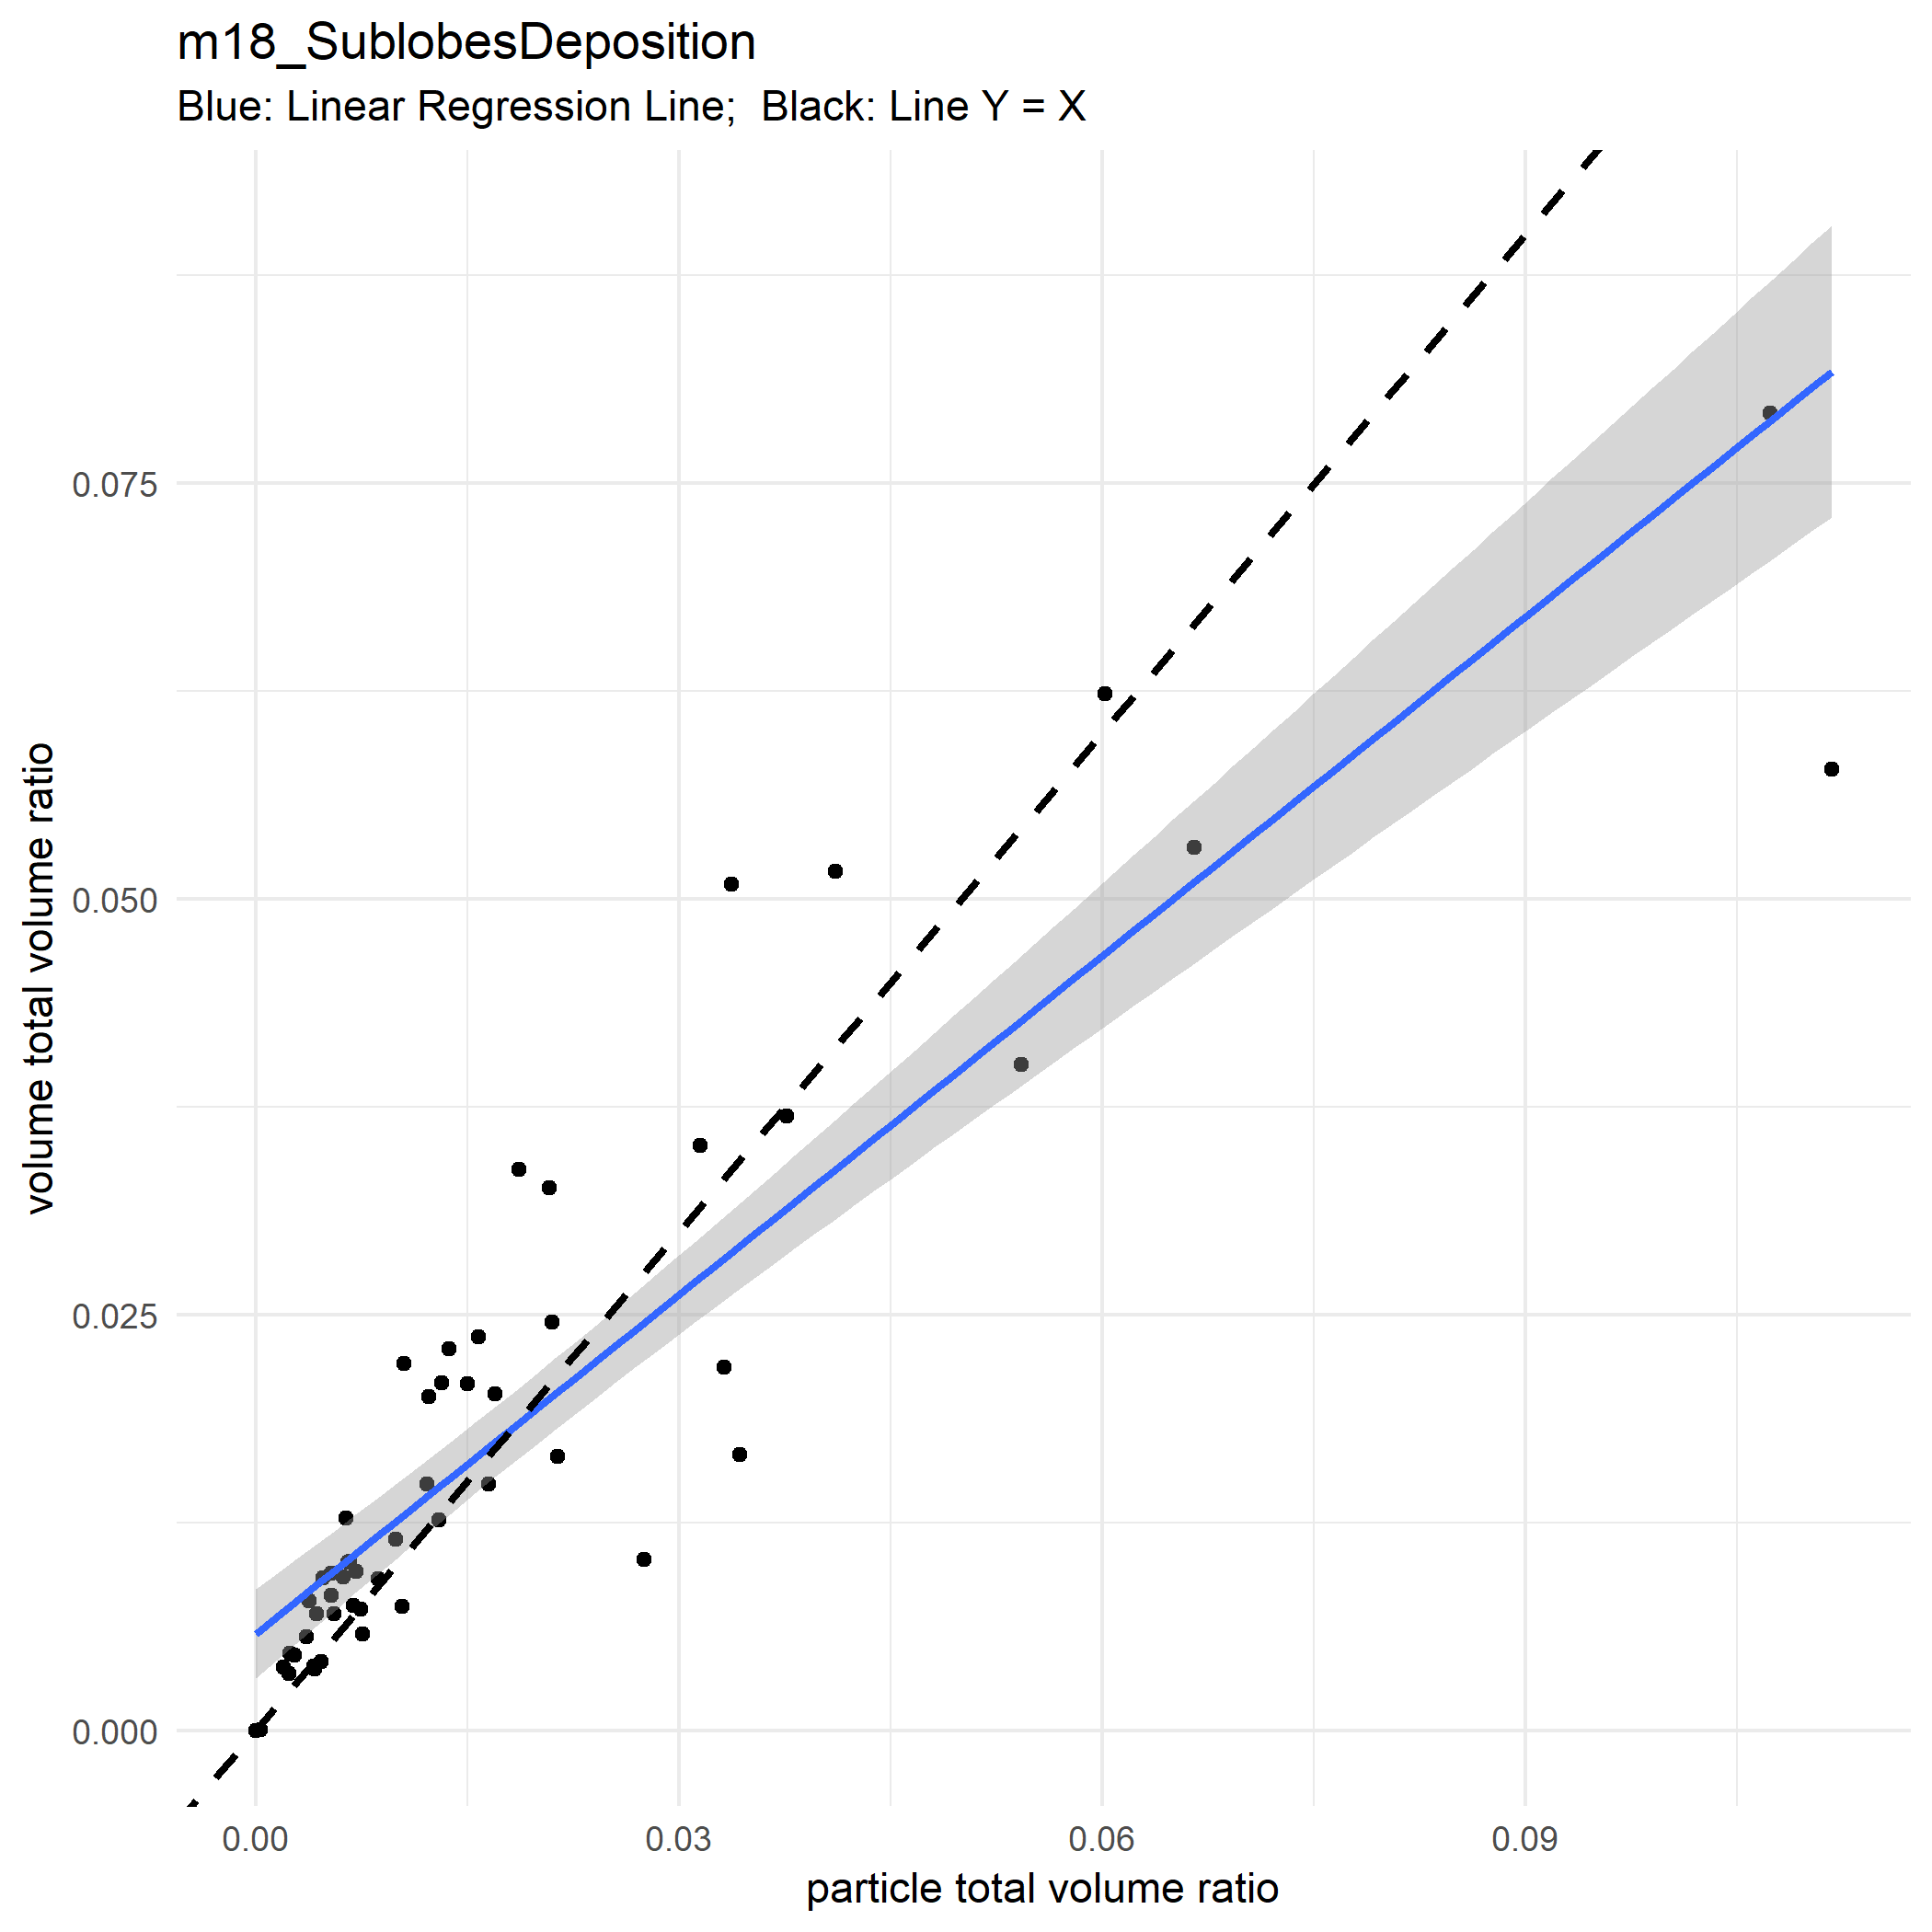 m18_SublobesDeposition
Blue: Linear Regression Line;  Black: Line Y = X
volume total volume ratio
0.075
0.050
0.025
0.000
0.00
0.03
0.06
0.09
particle total volume ratio